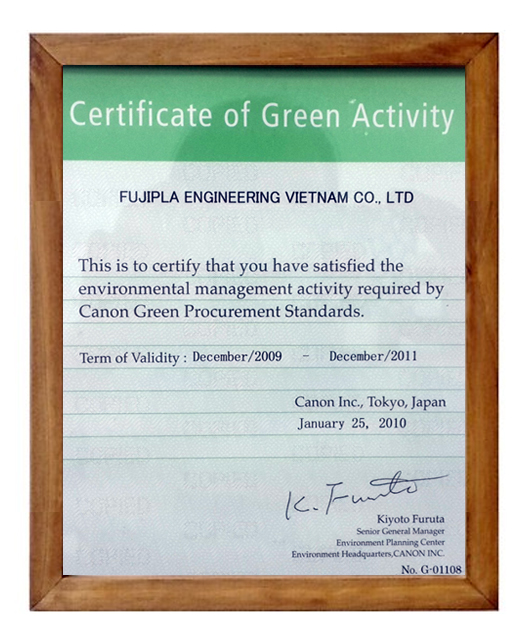 Certificate of Green Activity
FUJIPLA ENGINEERING VIETNAM CO., LTD
This is to certify that you have satisfied the
environmental management activity required by
Canon Green Procurement Standards.
Term of Validity : December/2009 - December/2011
Canon Inc., Tokyo, Japan
January 25, 2010
K. Furuto
Kiyoto Furuta
Senior General Manager
Environment Planning Center
Environment Headquarters,CANON INC.
No. G-01108